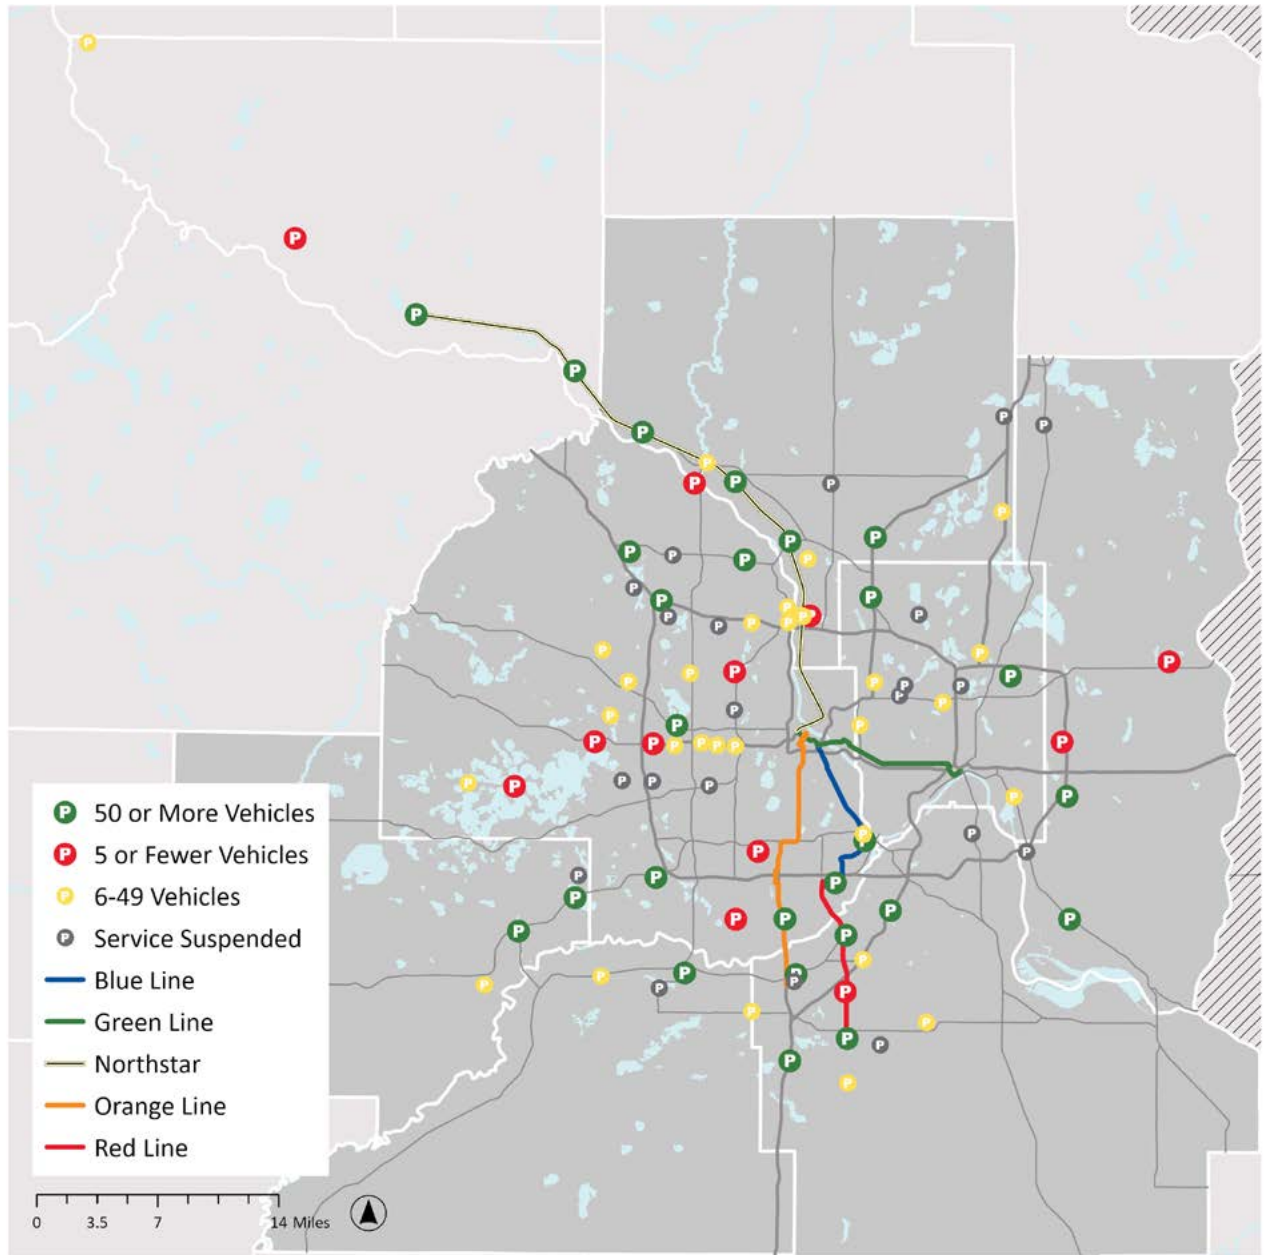 50 or More Vehicles
5 or Fewer Vehicles
6-49 Vehicles
Service Suspended
Blue Line
Green Line
Northstar
Orange Line
Red Line
0 3.5 7 14 Miles